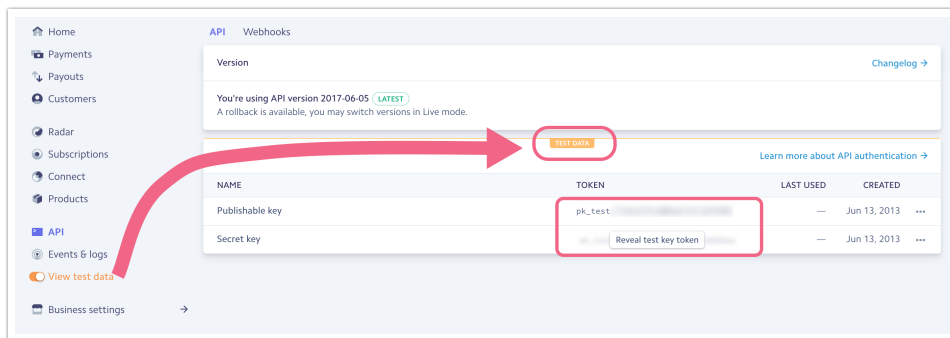 Home
Payments
Payouts
Customers
Radar
Subscriptions
Connect
Products
API
Events & logs
View test data
Business settings →
API Webhooks
Version Changelog →
You're using API version 2017-06-05 LATEST
A rollback is available, you may switch versions in Live mode.
TEST DATA
Learn more about API authentication →
NAME TOKEN LAST USED CREATED
Publishable key pk_test — Jun 13, 2013 •••
Secret key Reveal test key token — Jun 13, 2013 •••